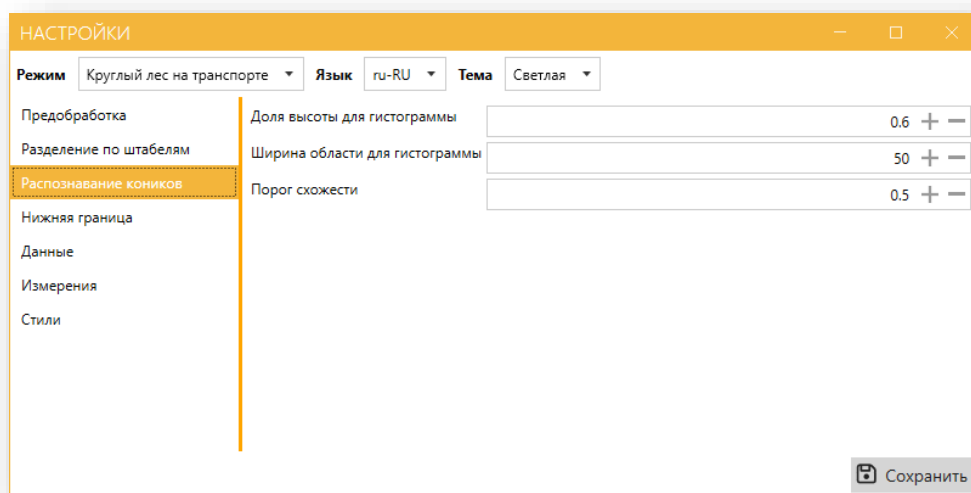 НАСТРОЙКИ
Режим Круглый лес на транспорте Язык ru-RU Тема Светлая
Предобработка
Разделение по штабелям
Распознавание коников
Нижняя граница
Данные
Измерения
Стили
Доля высоты для гистограммы 0.6
Ширина области для гистограммы 50
Порог схожести 0.5
Сохранить